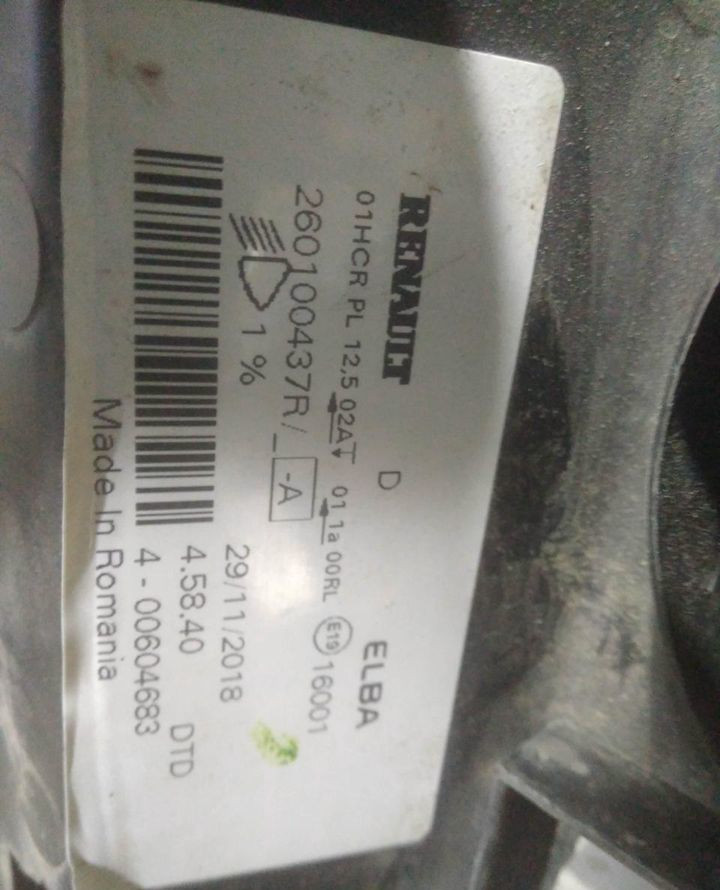 RENAULT D ELBA
01HCR PL 12,5 02A 01 1a 00RL E19 16001
260100437R/_ -A
1 % 29/11/2018
4.58.40 DTD
4 - 00604683
Made In Romania